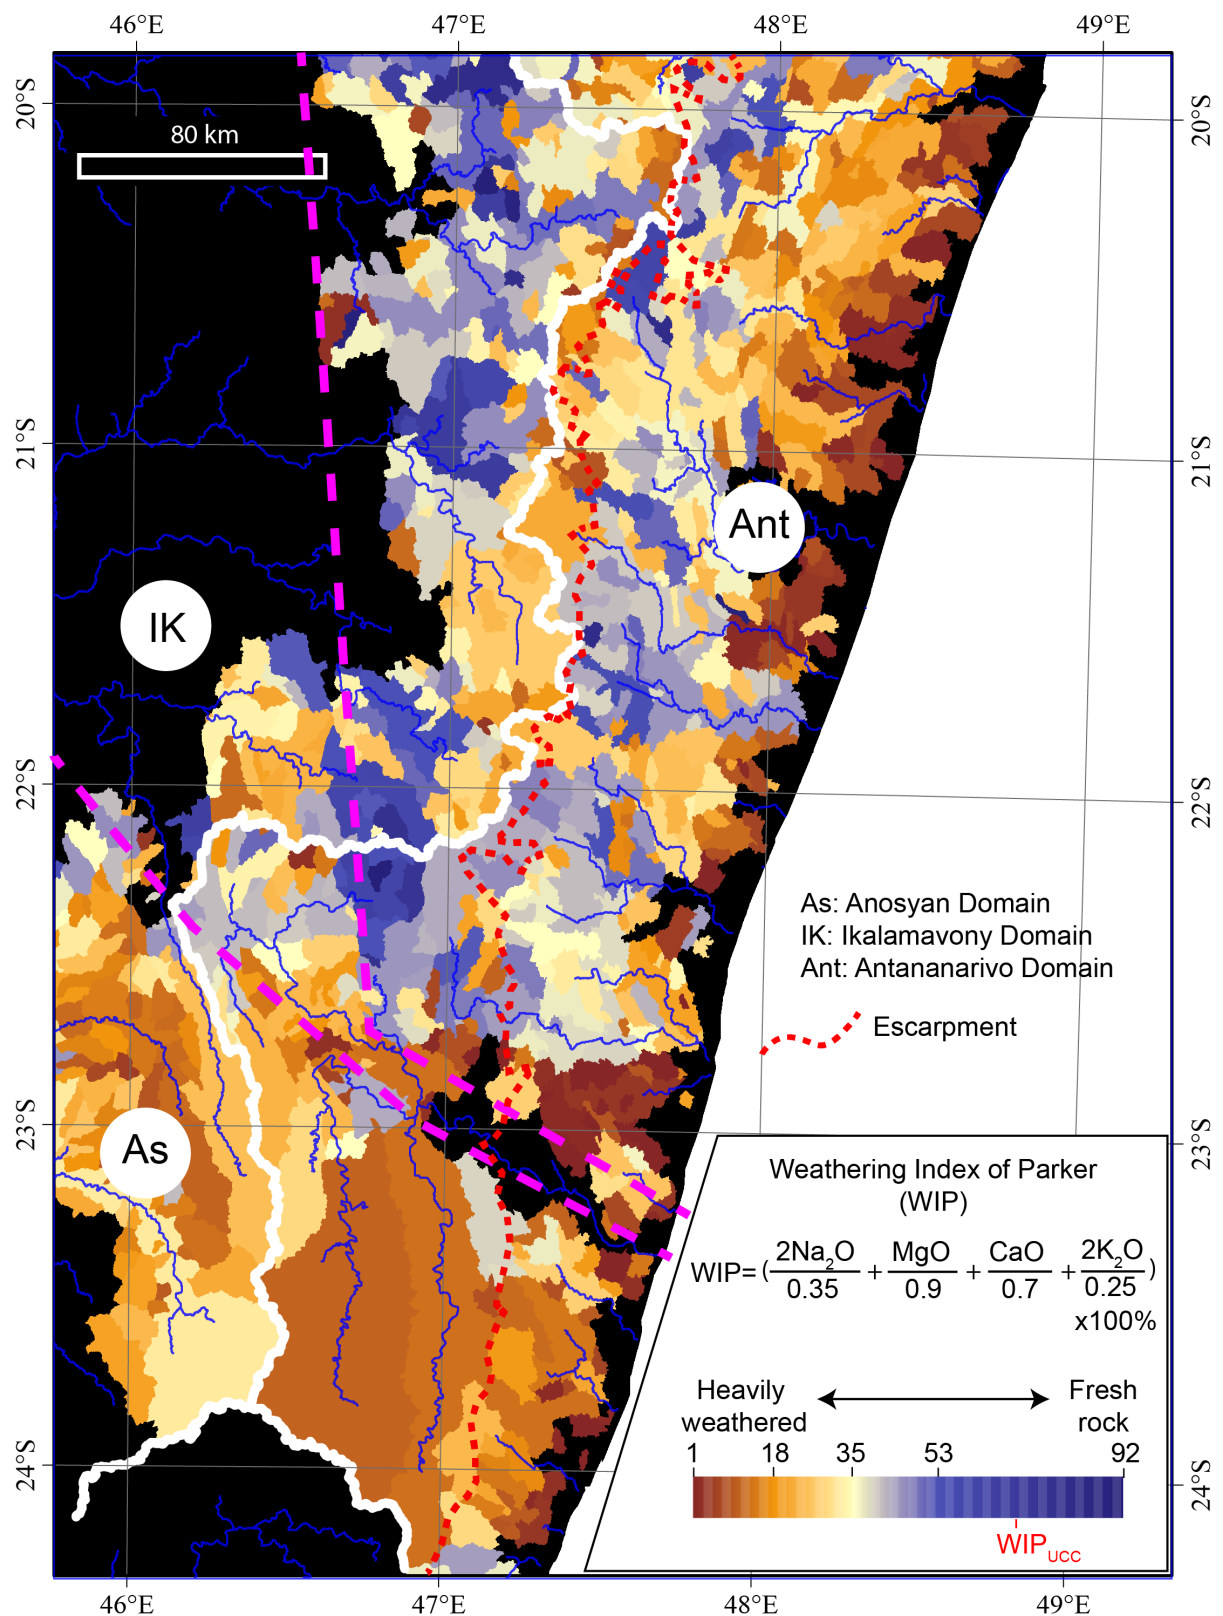 46°E 47°E 48°E 49°E
20°S 20°S
80 km
21°S 21°S
Ant
IK
22°S 22°S
As: Anosyan Domain
IK: Ikalamavony Domain
Ant: Antananarivo Domain
Escarpment
23°S 23°S
As
Weathering Index of Parker
(WIP)
WIP=(2Na₂O/0.35 + MgO/0.9 + CaO/0.7 + 2K₂O/0.25)
x100%
Heavily weathered
Fresh rock
1 18 35 53 92
24°S 24°S
WIP_UCC
46°E 47°E 48°E 49°E